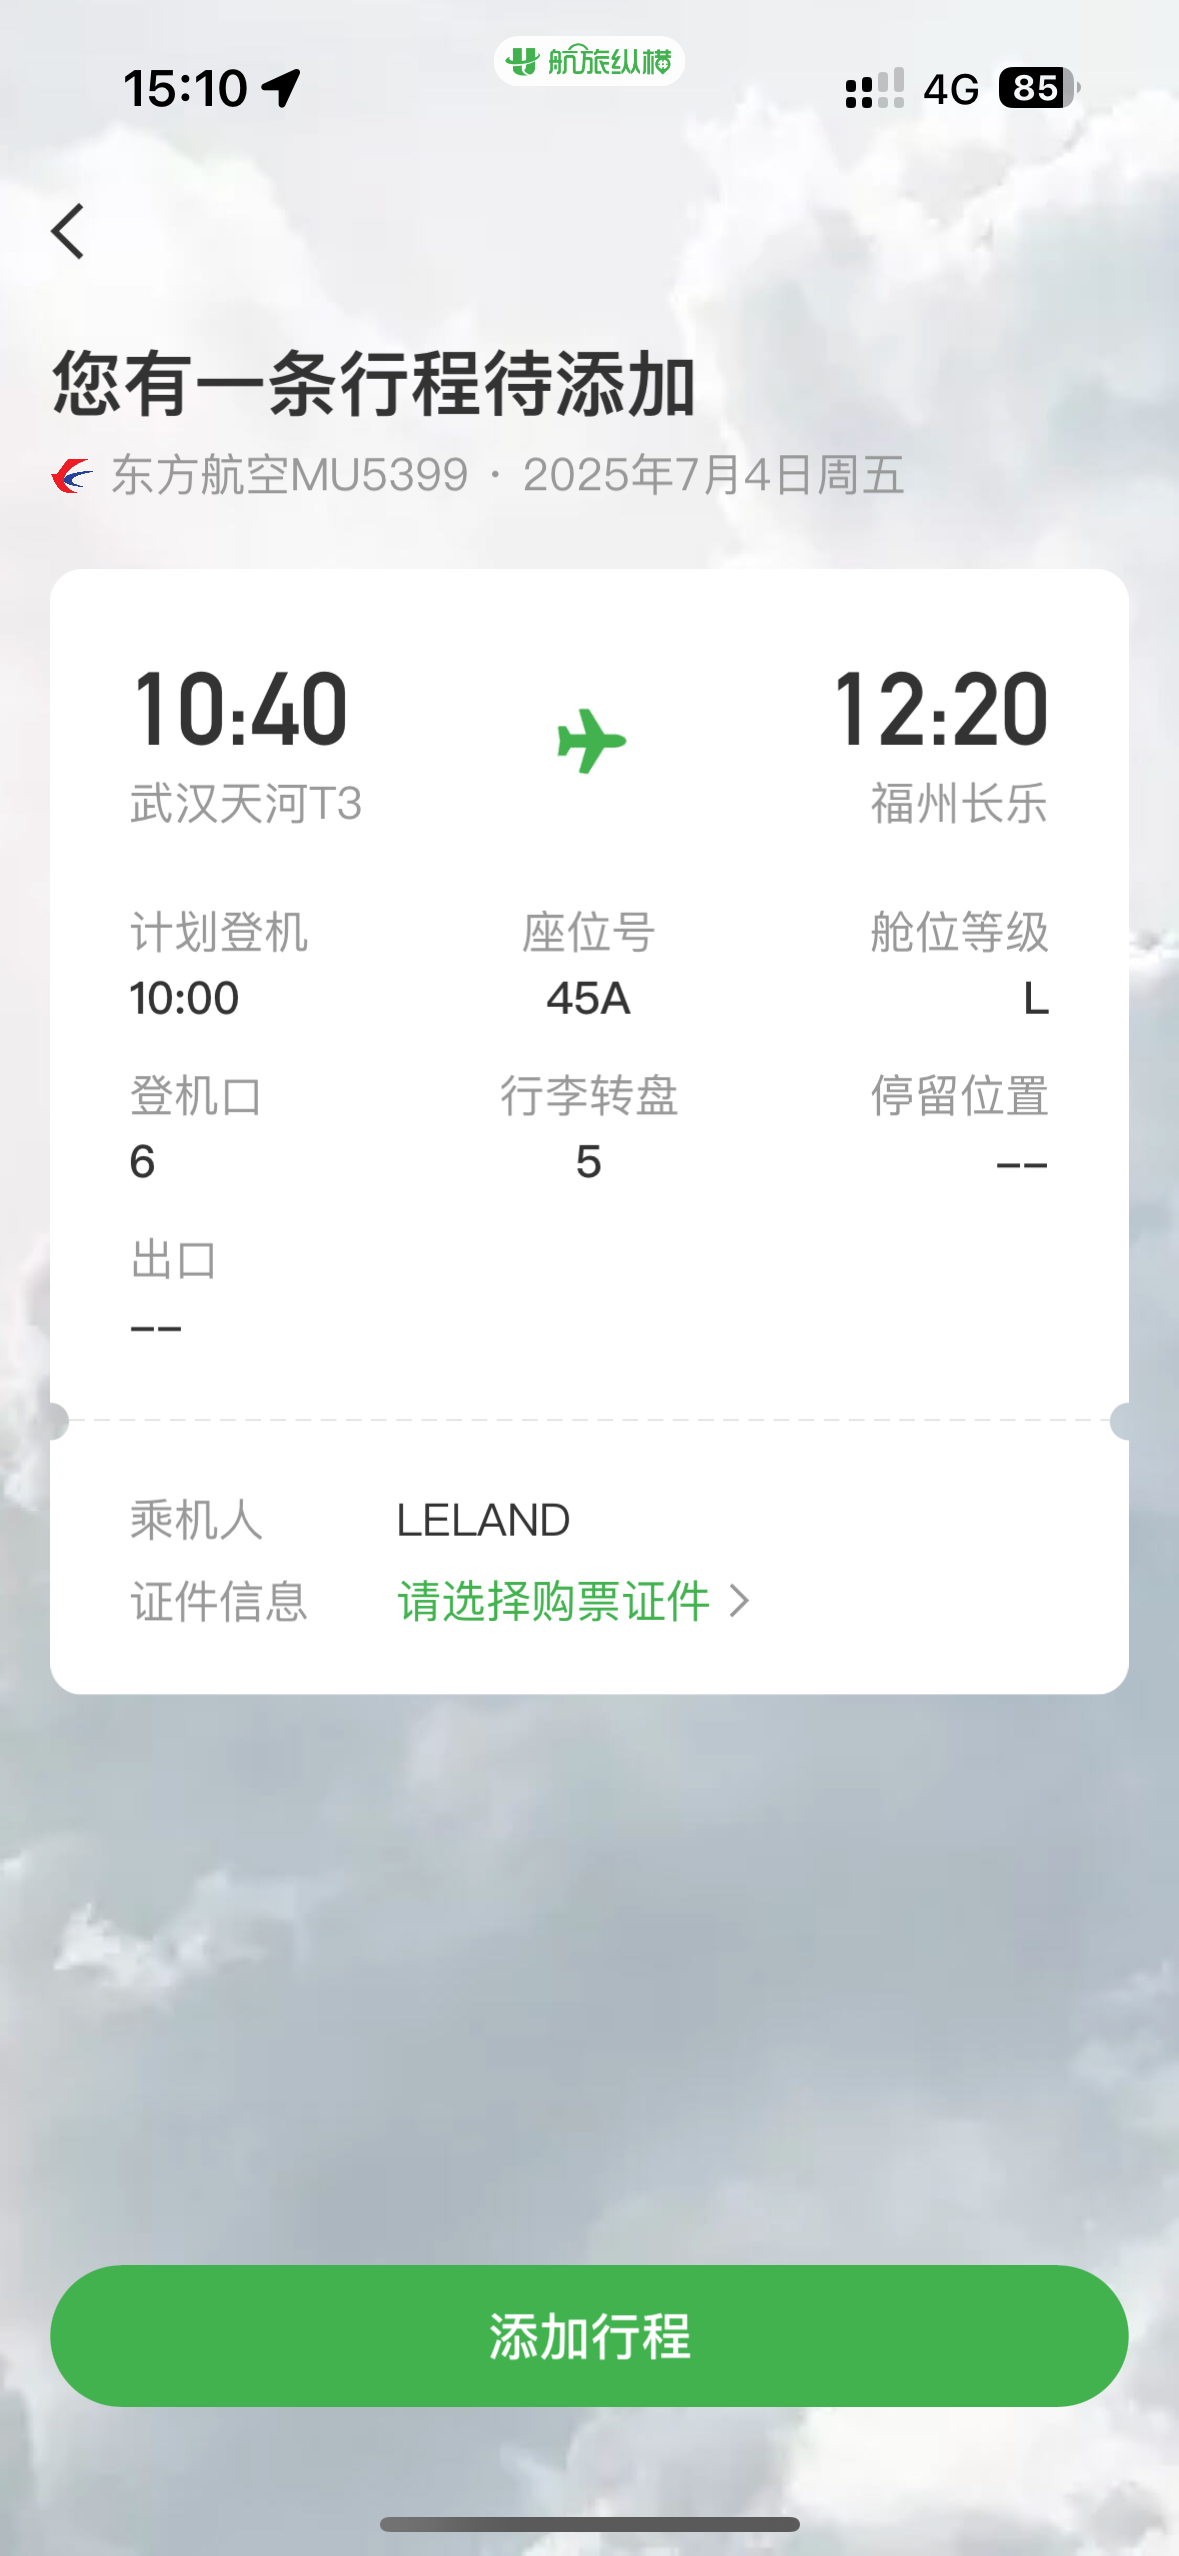 15:10
航旅纵横
4G
85
您有一条行程待添加
东方航空MU5399 · 2025年7月4日周五
10:40
12:20
武汉天河T3
福州长乐
计划登机 座位号 舱位等级
10:00 45A L
登机口 行李转盘 停留位置
6 5 --
出口
--
乘机人 LELAND
证件信息 请选择购票证件 >
添加行程